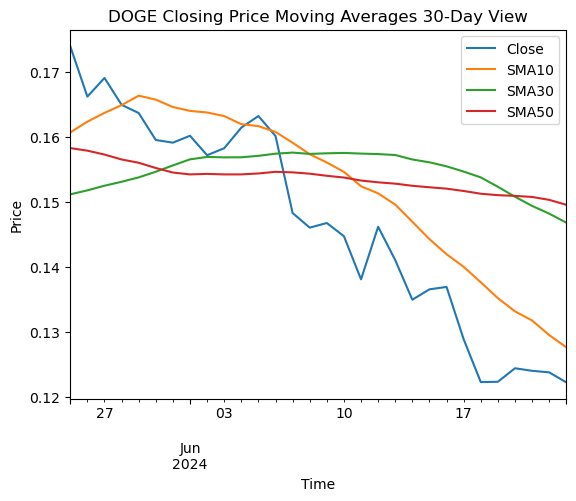 DOGE Closing Price Moving Averages 30-Day View
Close
SMA10
SMA30
SMA50
Price
0.17
0.16
0.15
0.14
0.13
0.12
27 03 10 17
Jun
2024
Time